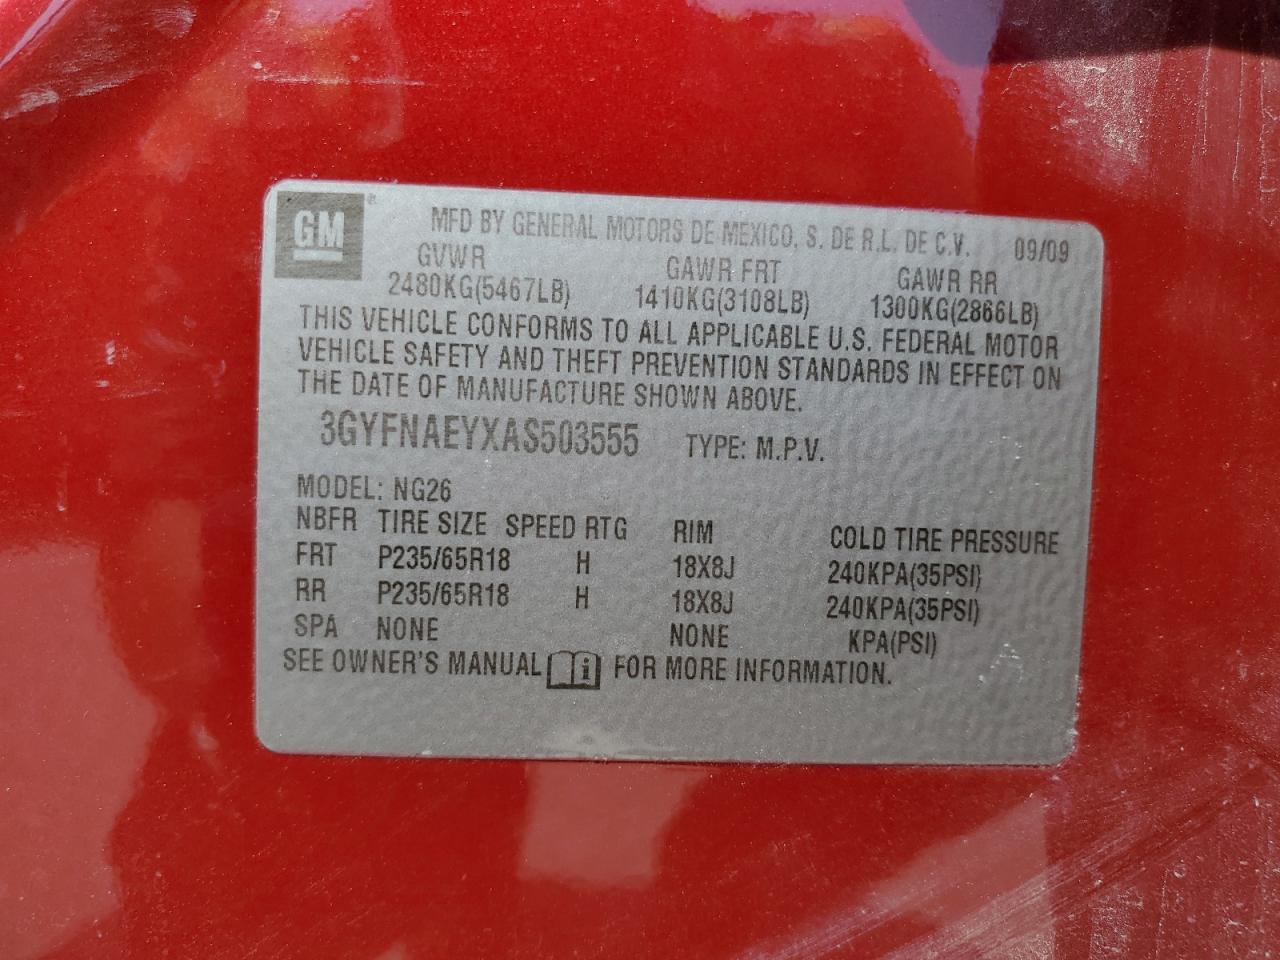 GM ® MFD BY GENERAL MOTORS DE MEXICO, S. DE R.L. DE C.V. 09/09
GVWR GAWR FRT GAWR RR
2480KG(5467LB) 1410KG(3108LB) 1300KG(2866LB)
THIS VEHICLE CONFORMS TO ALL APPLICABLE U.S. FEDERAL MOTOR
VEHICLE SAFETY AND THEFT PREVENTION STANDARDS IN EFFECT ON
THE DATE OF MANUFACTURE SHOWN ABOVE.
3GYFNAEYXAS503555 TYPE: M.P.V.
MODEL: NG26
NBFR TIRE SIZE SPEED RTG RIM COLD TIRE PRESSURE
FRT P235/65R18 H 18X8J 240KPA(35PSI)
RR P235/65R18 H 18X8J 240KPA(35PSI)
SPA NONE NONE KPA(PSI)
SEE OWNER'S MANUAL i FOR MORE INFORMATION.